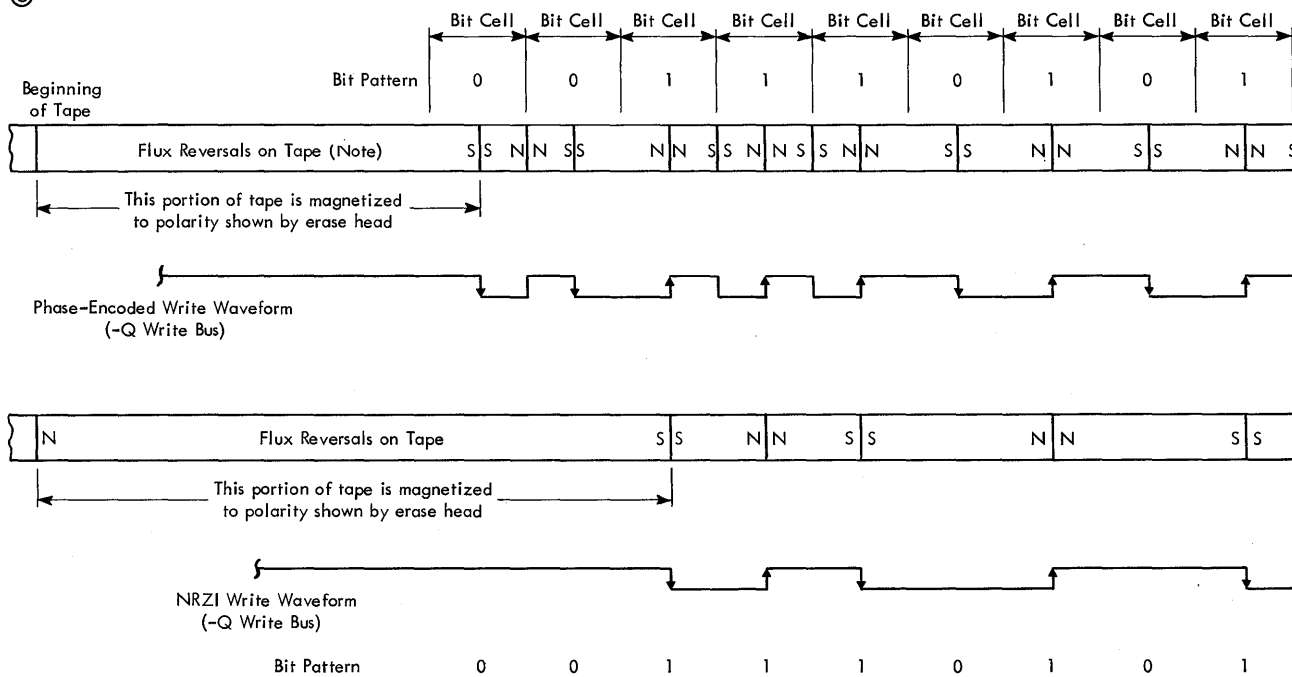 ©
Bit Cell Bit Cell Bit Cell Bit Cell Bit Cell Bit Cell Bit Cell Bit Cell Bit Cell
Bit Pattern 0 0 1 1 1 0 1 0 1
Beginning
of Tape
Flux Reversals on Tape (Note) S S N N S S N N S S N N S S N N S S N N S S N N S
This portion of tape is magnetized
to polarity shown by erase head
Phase-Encoded Write Waveform
(-Q Write Bus)
N Flux Reversals on Tape S S N N S S N N S S
This portion of tape is magnetized
to polarity shown by erase head
NRZI Write Waveform
(-Q Write Bus)
Bit Pattern 0 0 1 1 1 0 1 0 1